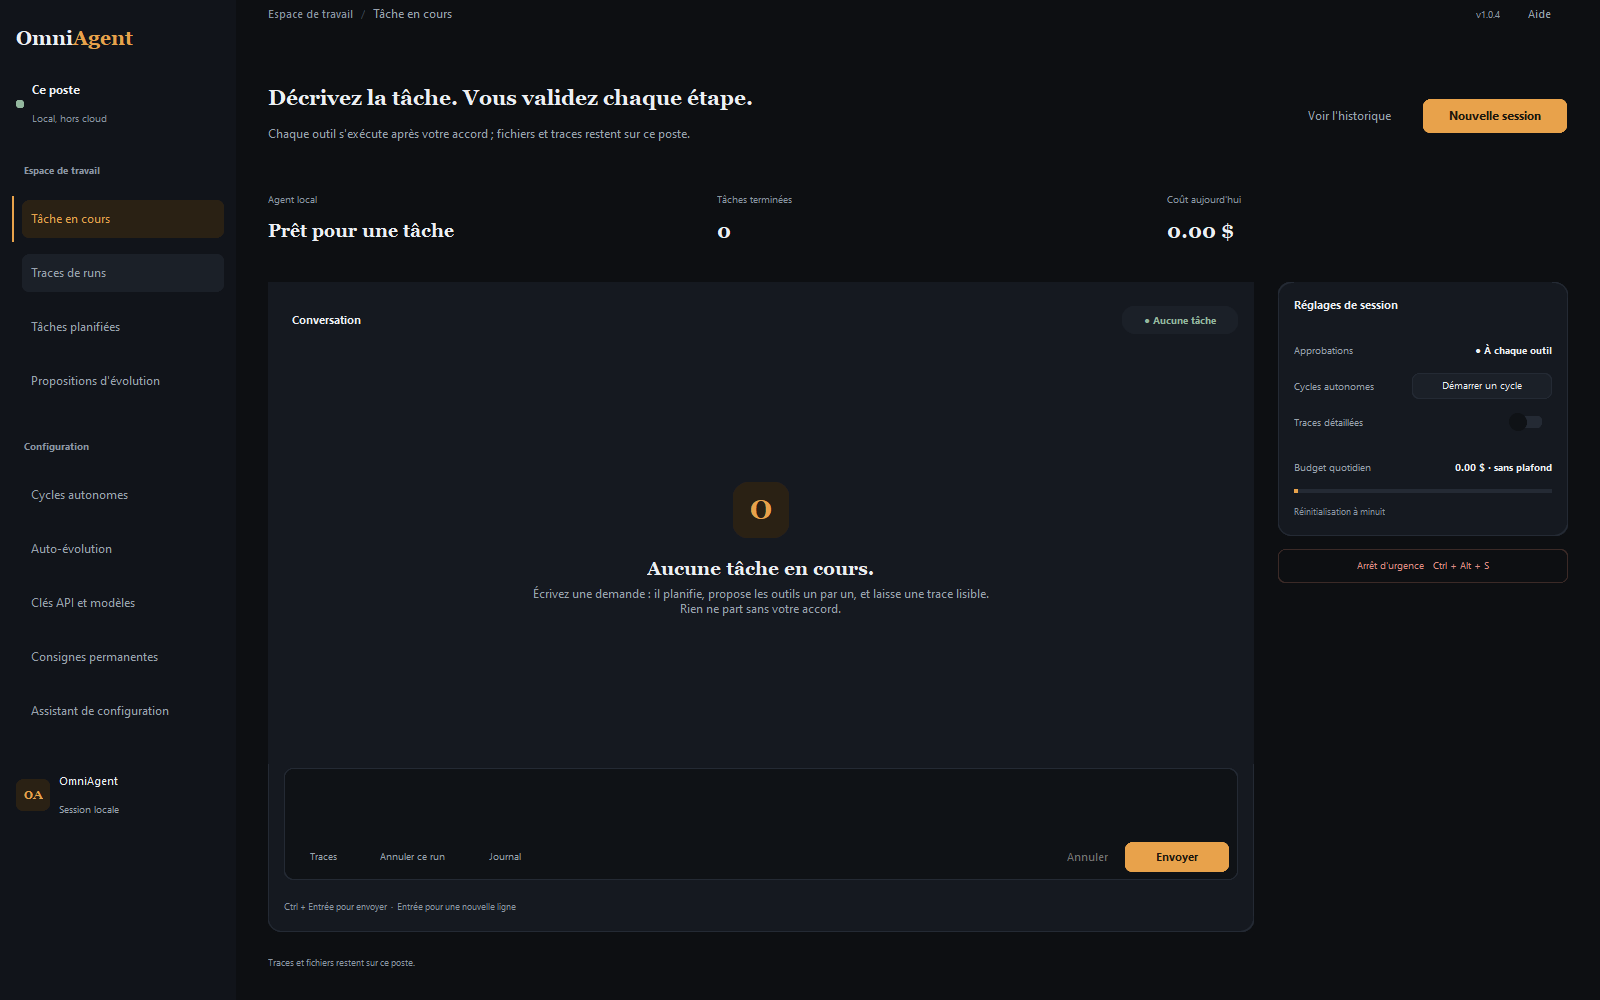 OmniAgent
Ce poste
Local, hors cloud
Espace de travail
Tâche en cours
Traces de runs
Tâches planifiées
Propositions d'évolution
Configuration
Cycles autonomes
Auto-évolution
Clés API et modèles
Consignes permanentes
Assistant de configuration
OA
OmniAgent
Session locale
Espace de travail / Tâche en cours
v1.0.4
Aide
Décrivez la tâche. Vous validez chaque étape.
Chaque outil s'exécute après votre accord ; fichiers et traces restent sur ce poste.
Voir l'historique
Nouvelle session
Agent local
Prêt pour une tâche
Tâches terminées
0
Coût aujourd'hui
0.00 $
Conversation
• Aucune tâche
O
Aucune tâche en cours.
Écrivez une demande : il planifie, propose les outils un par un, et laisse une trace lisible.
Rien ne part sans votre accord.
Traces
Annuler ce run
Journal
Annuler
Envoyer
Ctrl + Entrée pour envoyer · Entrée pour une nouvelle ligne
Traces et fichiers restent sur ce poste.
Réglages de session
Approbations
• À chaque outil
Cycles autonomes
Démarrer un cycle
Traces détaillées
Budget quotidien
0.00 $ · sans plafond
Réinitialisation à minuit
Arrêt d'urgence Ctrl + Alt + S